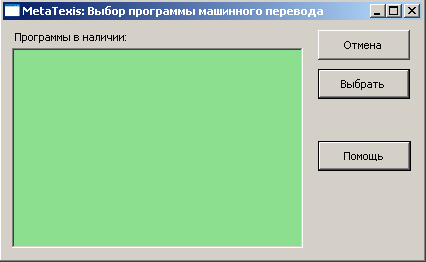 MetaTexis: Выбор программы машинного перевода
Программы в наличии:
Отмена
Выбрать
Помощь